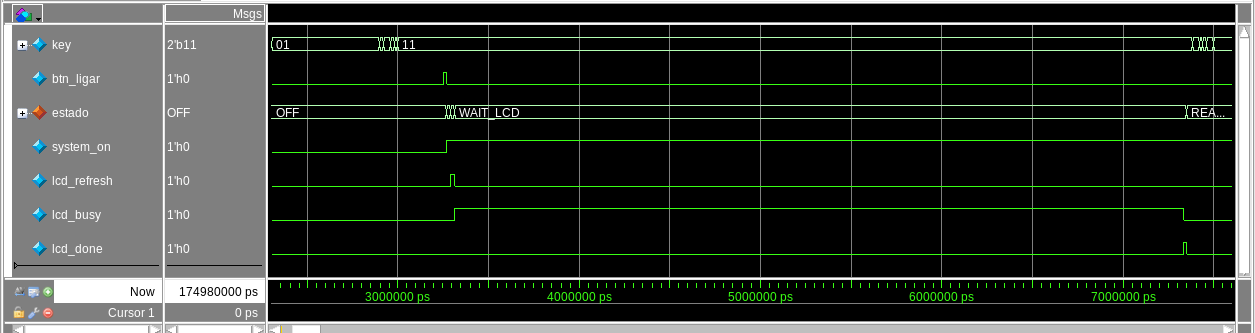 Msgs
key 2'b11 01 11
btn_ligar 1'h0
estado OFF OFF WAIT_LCD REA...
system_on 1'h0
lcd_refresh 1'h0
lcd_busy 1'h0
lcd_done 1'h0
Now 174980000 ps 3000000 ps 4000000 ps 5000000 ps 6000000 ps 7000000 ps
Cursor 1 0 ps